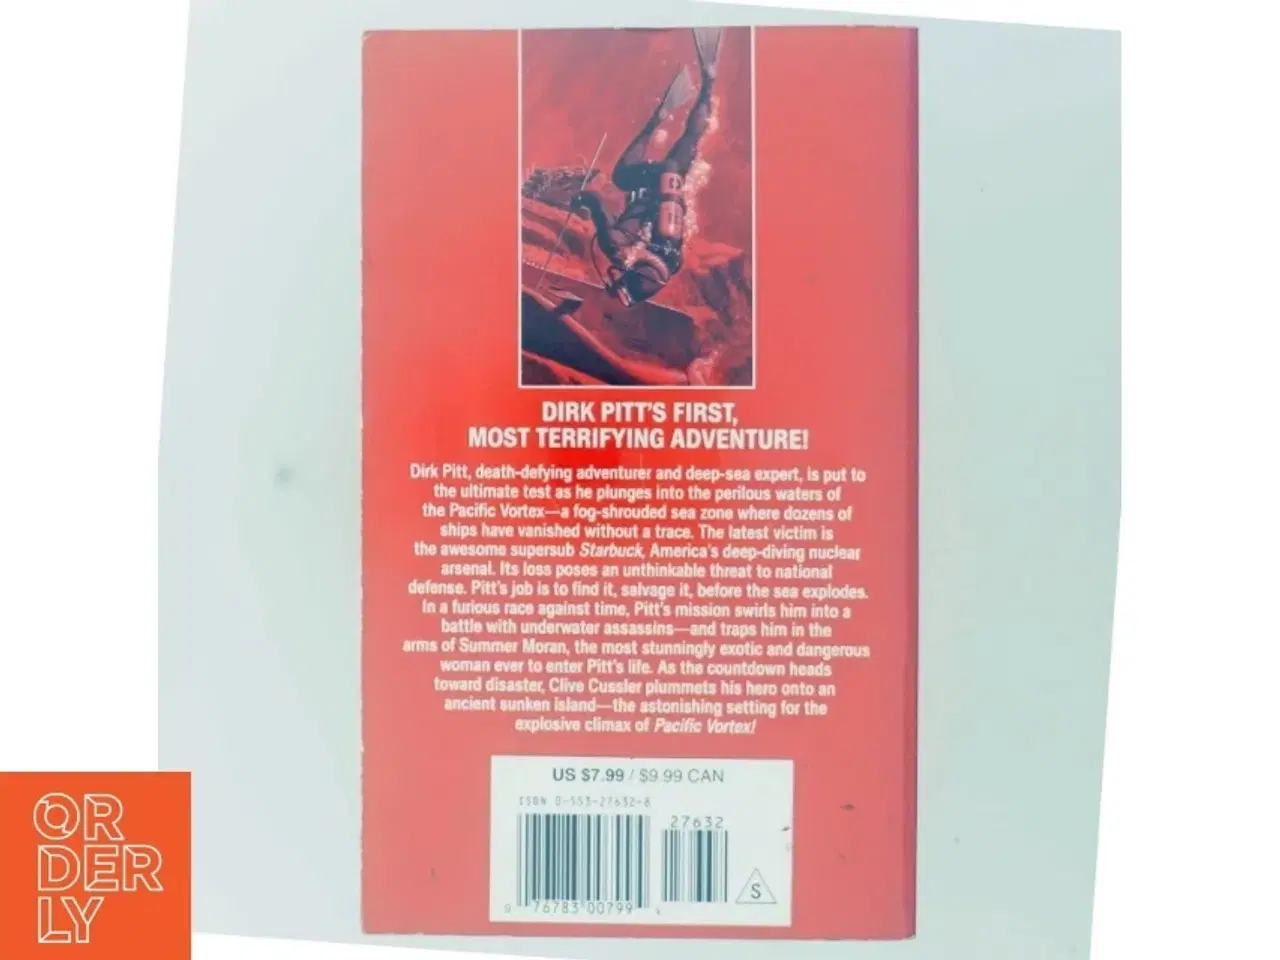 DIRK PITT'S FIRST,
MOST TERRIFYING ADVENTURE!
Dirk Pitt, death-defying adventurer and deep-sea expert, is put to
the ultimate test as he plunges into the perilous waters of
the Pacific Vortex—a fog-shrouded sea zone where dozens of
ships have vanished without a trace. The latest victim is
the awesome supersub Starbuck, America's deep-diving nuclear
arsenal. Its loss poses an unthinkable threat to national
defense. Pitt's job is to find it, salvage it, before the sea explodes.
In a furious race against time, Pitt's mission swirls him into a
battle with underwater assassins—and traps him in the
arms of Summer Moran, the most stunningly exotic and dangerous
woman ever to enter Pitt's life. As the countdown heads
toward disaster, Clive Cussler plummets his hero onto an
ancient sunken island—the astonishing setting for the
explosive climax of Pacific Vortex!
US $7.99 / $9.99 CAN
ISBN 0-553-27632-8
27632
S
76783 00799
OR
DER
LY